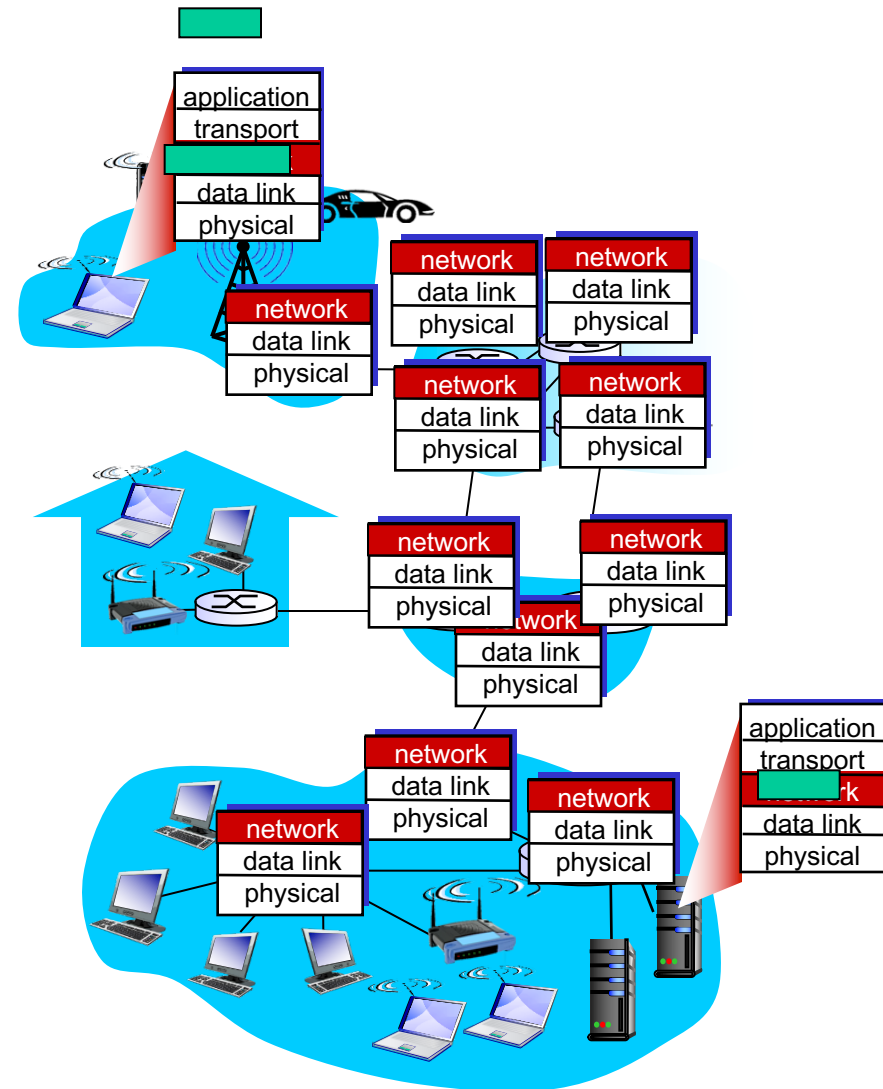 application
transport
data link
physical
network
data link
physical
network
data link
physical
network
data link
physical
network
data link
physical
network
data link
physical
network
data link
physical
network
data link
physical
network
data link
physical
application
transport
data link
physical
network
data link
physical
network
data link
physical
network
data link
physical